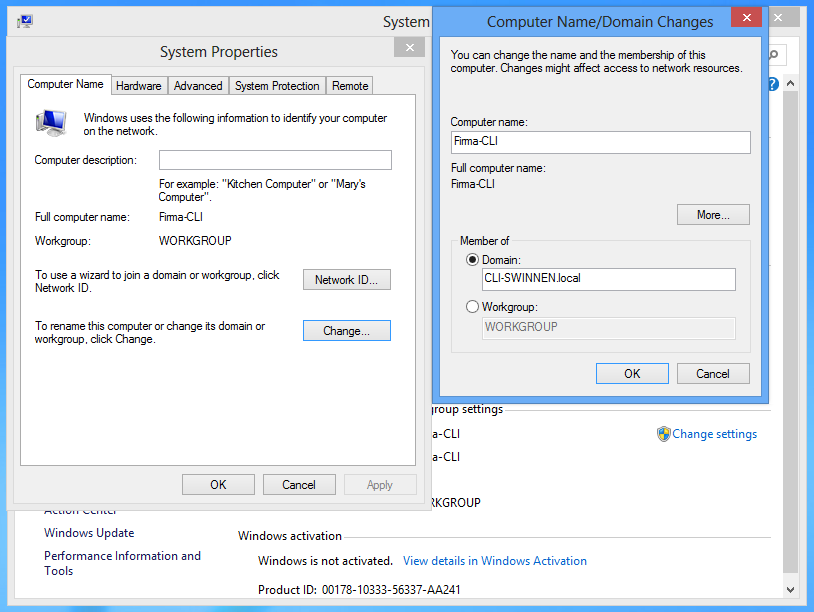 System
System Properties
Computer Name
Hardware
Advanced
System Protection
Remote
Windows uses the following information to identify your computer
on the network.
Computer description:
For example: "Kitchen Computer" or "Mary's
Computer".
Full computer name:
Firma-CLI
Workgroup:
WORKGROUP
To use a wizard to join a domain or workgroup, click
Network ID.
Network ID...
To rename this computer or change its domain or
workgroup, click Change.
Change...
OK
Cancel
Apply
Computer Name/Domain Changes
You can change the name and the membership of this
computer. Changes might affect access to network resources.
Computer name:
Firma-CLI
Full computer name:
Firma-CLI
More...
Member of
Domain:
CLI-SWINNEN.local
Workgroup:
WORKGROUP
OK
Cancel
group settings
a-CLI
Change settings
a-CLI
RKGROUP
Action Center
Windows Update
Performance Information and
Tools
Windows activation
Windows is not activated. View details in Windows Activation
Product ID: 00178-10333-56337-AA241